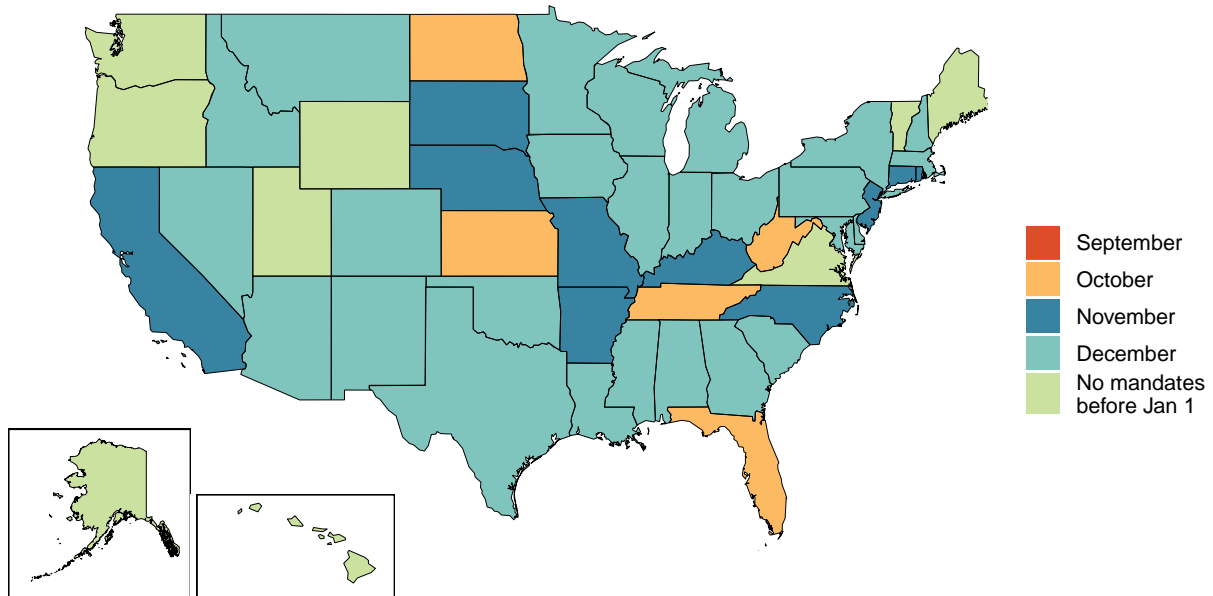 September
October
November
December
No mandates
before Jan 1